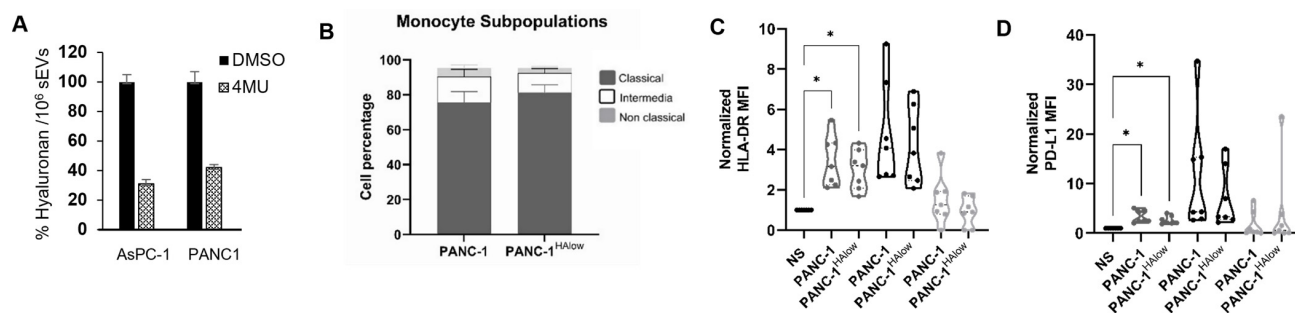 A
% Hyaluronan /10⁶ sEVs
120
100
80
60
40
20
0
DMSO
4MU
AsPC-1
PANC1
B
Monocyte Subpopulations
Cell percentage
100
80
60
40
20
0
Classical
Intermedia
Non classical
PANC-1
PANC-1ᴴᴬˡᵒʷ
C
Normalized
HLA-DR MFI
10
8
6
4
2
0
*
*
NS
PANC-1
PANC-1ᴴᴬˡᵒʷ
PANC-1
PANC-1ᴴᴬˡᵒʷ
PANC-1
PANC-1ᴴᴬˡᵒʷ
D
Normalized
PD-L1 MFI
40
30
20
10
0
*
*
NS
PANC-1
PANC-1ᴴᴬˡᵒʷ
PANC-1
PANC-1ᴴᴬˡᵒʷ
PANC-1
PANC-1ᴴᴬˡᵒʷ